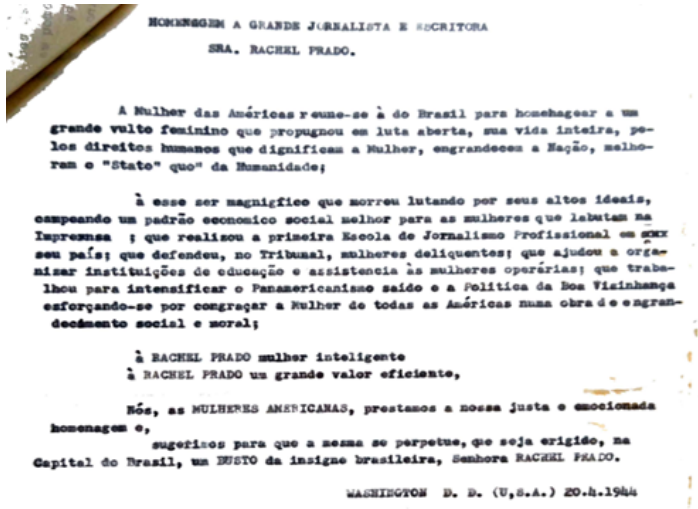 HOMENAGEM A GRANDE JORNALISTA E ESCRITORA
SRA. RACHEL PRADO.
A Mulher das Américas reune-se à do Brasil para homehagear a um
grande vulto feminino que propugnou em luta aberta, sua vida inteira, pe-
los direitos humanos que dignificam a Mulher, engrandecem a Nação, melho-
ram o "Stato" quo" da Humanidade;
à esse ser magnigfico que morreu lutando por seus altos ideais,
campeando um padrão economico social melhor para as mulheres que labutam na
Impremsa ; que realisou a primeira Escola de Jornalismo Profissional em xxx
seu país; que defendeu, no Tribunal, mulheres deliquentes; que ajudou a orga-
nizar instituições de educação e assistencia às mulheres operárias; que traba-
lhou para intensificar o Panamericanismo saido e a Política da Boa Vizinhança
esforçando-se por congraçar a Mulher de todas as Américas numa obra de engran-
decimento social e moral;
à RACHEL PRADO mulher inteligente
à RACHEL PRADO um grande valor eficiente,
Nós, as MULHERES AMERICANAS, prestamos a nossa justa e emocionada
homenagem e,
sugerimos para que a mesma se perpetue, que seja erigido, na
Capital do Brasil, um BUSTO da insigne brasileira, Senhora RACHEL PRADO.
WASHINGTON D. D. (U,S.A.) 20.4.1944